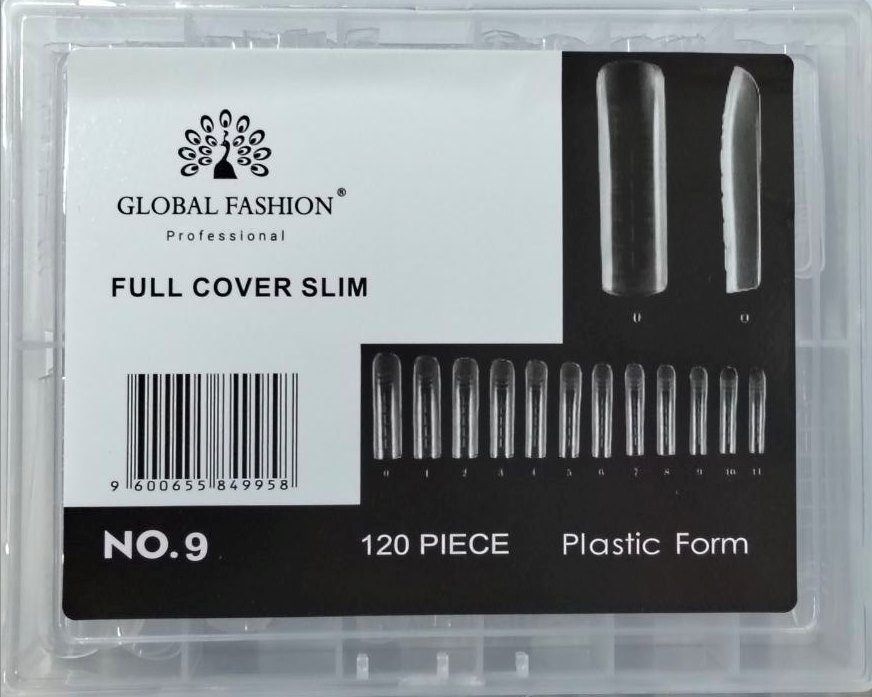 GLOBAL FASHION®
Professional
FULL COVER SLIM
0 0
0 1 2 3 4 5 6 7 8 9 10 11
9 600655 849958
NO.9 120 PIECE Plastic Form